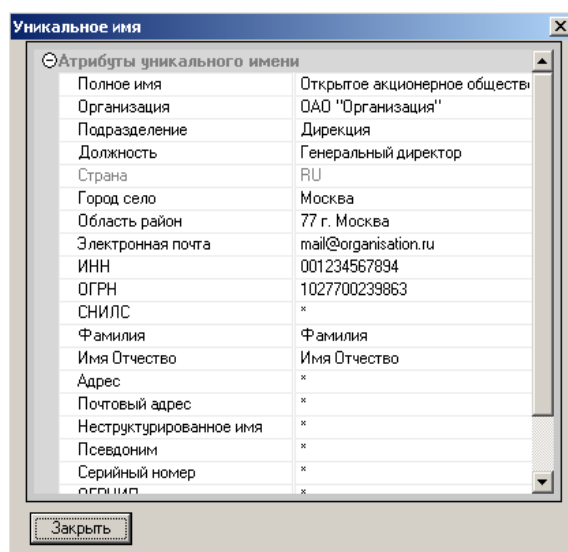 Уникальное имя
Атрибуты уникального имени
Полное имя Открытое акционерное обществ
Организация ОАО "Организация"
Подразделение Дирекция
Должность Генеральный директор
Страна RU
Город село Москва
Область район 77 г. Москва
Электронная почта mail@organisation.ru
ИНН 001234567894
ОГРН 1027700239863
СНИЛС *
Фамилия Фамилия
Имя Отчество Имя Отчество
Адрес *
Почтовый адрес *
Неструктурированное имя *
Псевдоним *
Серийный номер *
ОГРНИП *
Закрыть